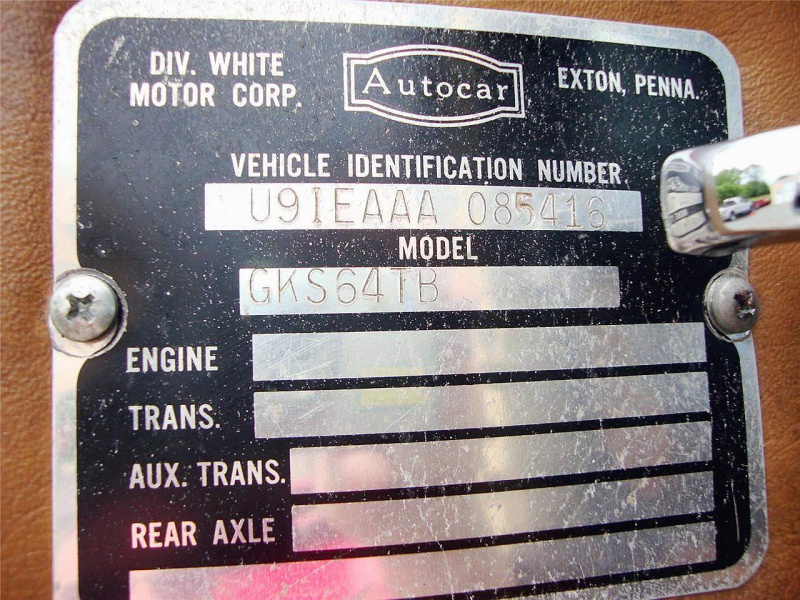 DIV. WHITE
MOTOR CORP.
Autocar
EXTON, PENNA.
VEHICLE IDENTIFICATION NUMBER
U9IEAAA 085416
MODEL
GKS64TB
ENGINE
TRANS.
AUX. TRANS.
REAR AXLE